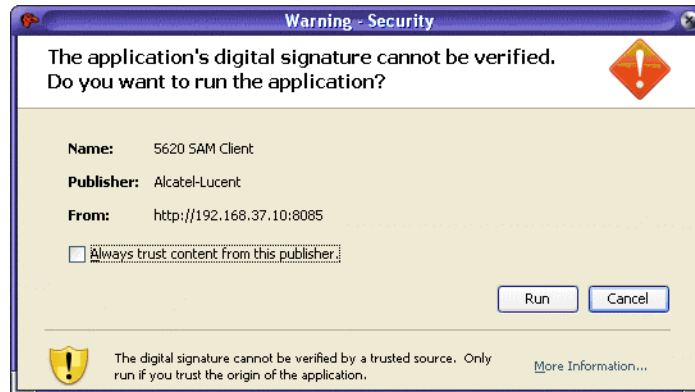 Warning - Security
The application's digital signature cannot be verified.
Do you want to run the application?
Name: 5620 SAM Client
Publisher: Alcatel-Lucent
From: http://192.168.37.10:8085
Always trust content from this publisher.
Run Cancel
The digital signature cannot be verified by a trusted source. Only
run if you trust the origin of the application.
More Information...